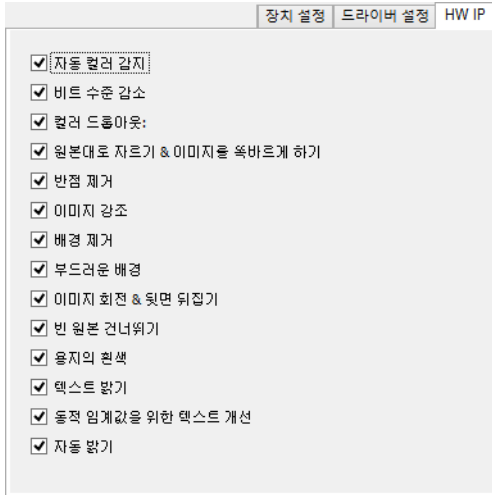 장치 설정 드라이버 설정 HW IP
자동 컬러 감지
비트 수준 감소
컬러 드롭아웃:
원본대로 자르기 & 이미지를 똑바르게 하기
반점 제거
이미지 강조
배경 제거
부드러운 배경
이미지 회전 & 뒷면 뒤집기
빈 원본 건너뛰기
용지의 흰색
텍스트 밝기
동적 임계값을 위한 텍스트 개선
자동 밝기